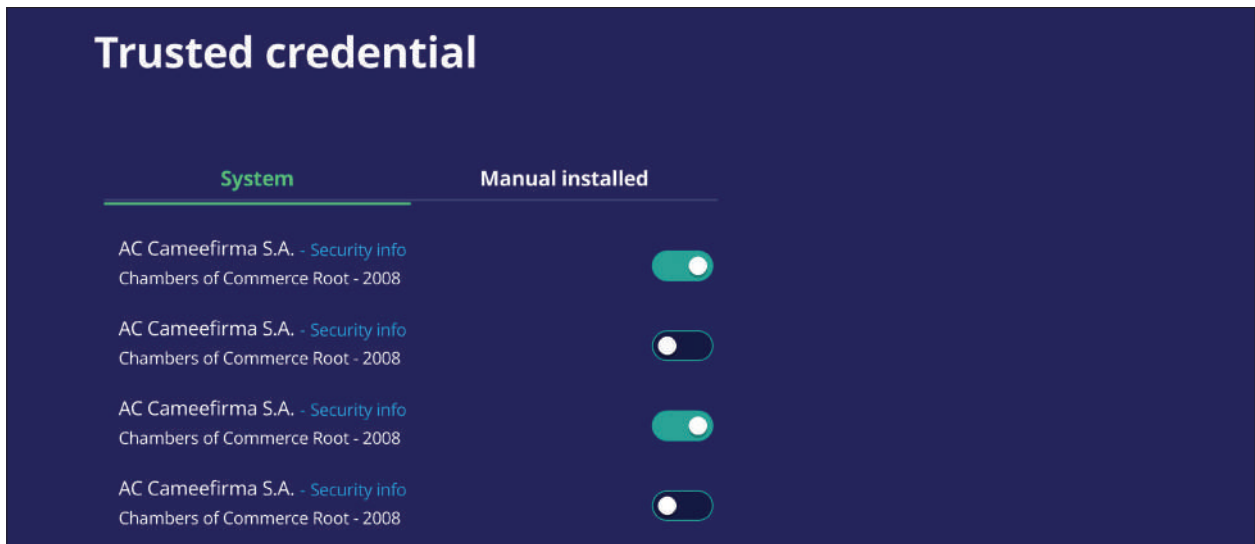 Trusted credential
System
Manual installed
AC Cameefirma S.A. - Security info
Chambers of Commerce Root - 2008
AC Cameefirma S.A. - Security info
Chambers of Commerce Root - 2008
AC Cameefirma S.A. - Security info
Chambers of Commerce Root - 2008
AC Cameefirma S.A. - Security info
Chambers of Commerce Root - 2008